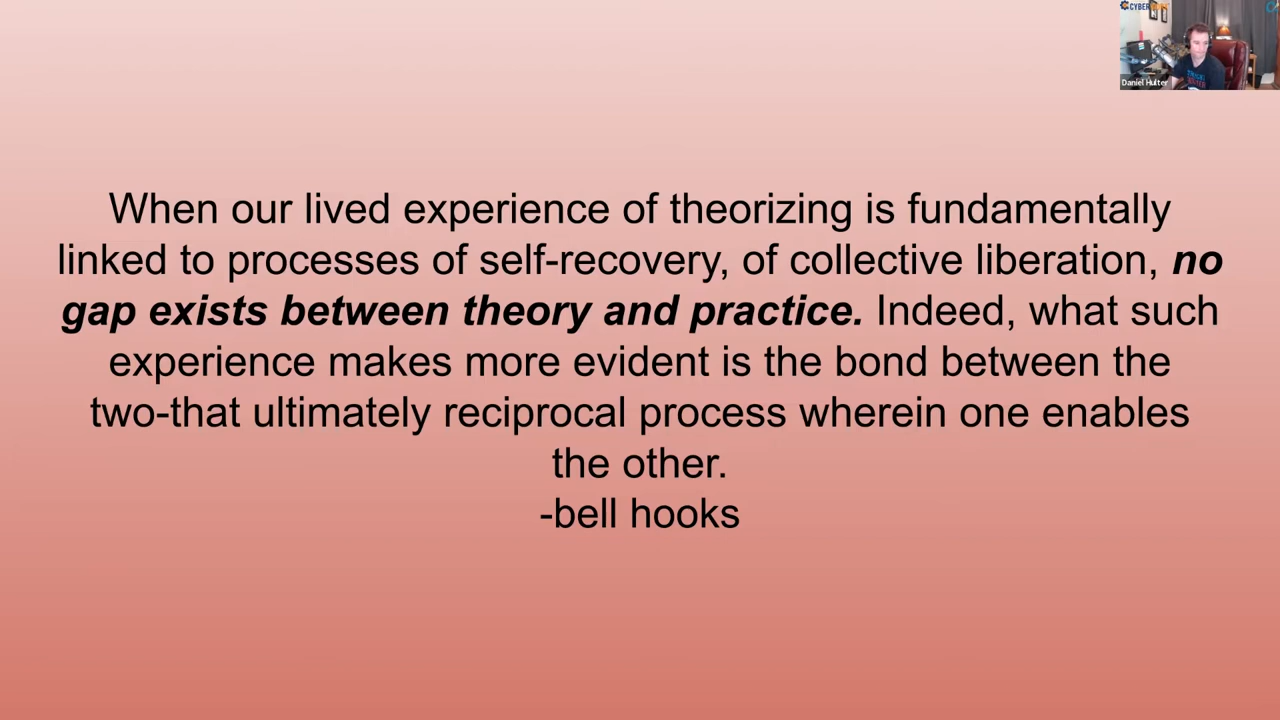 When our lived experience of theorizing is fundamentally
linked to processes of self-recovery, of collective liberation, no
gap exists between theory and practice. Indeed, what such
experience makes more evident is the bond between the
two-that ultimately reciprocal process wherein one enables
the other.
-bell hooks
Daniel Hulter